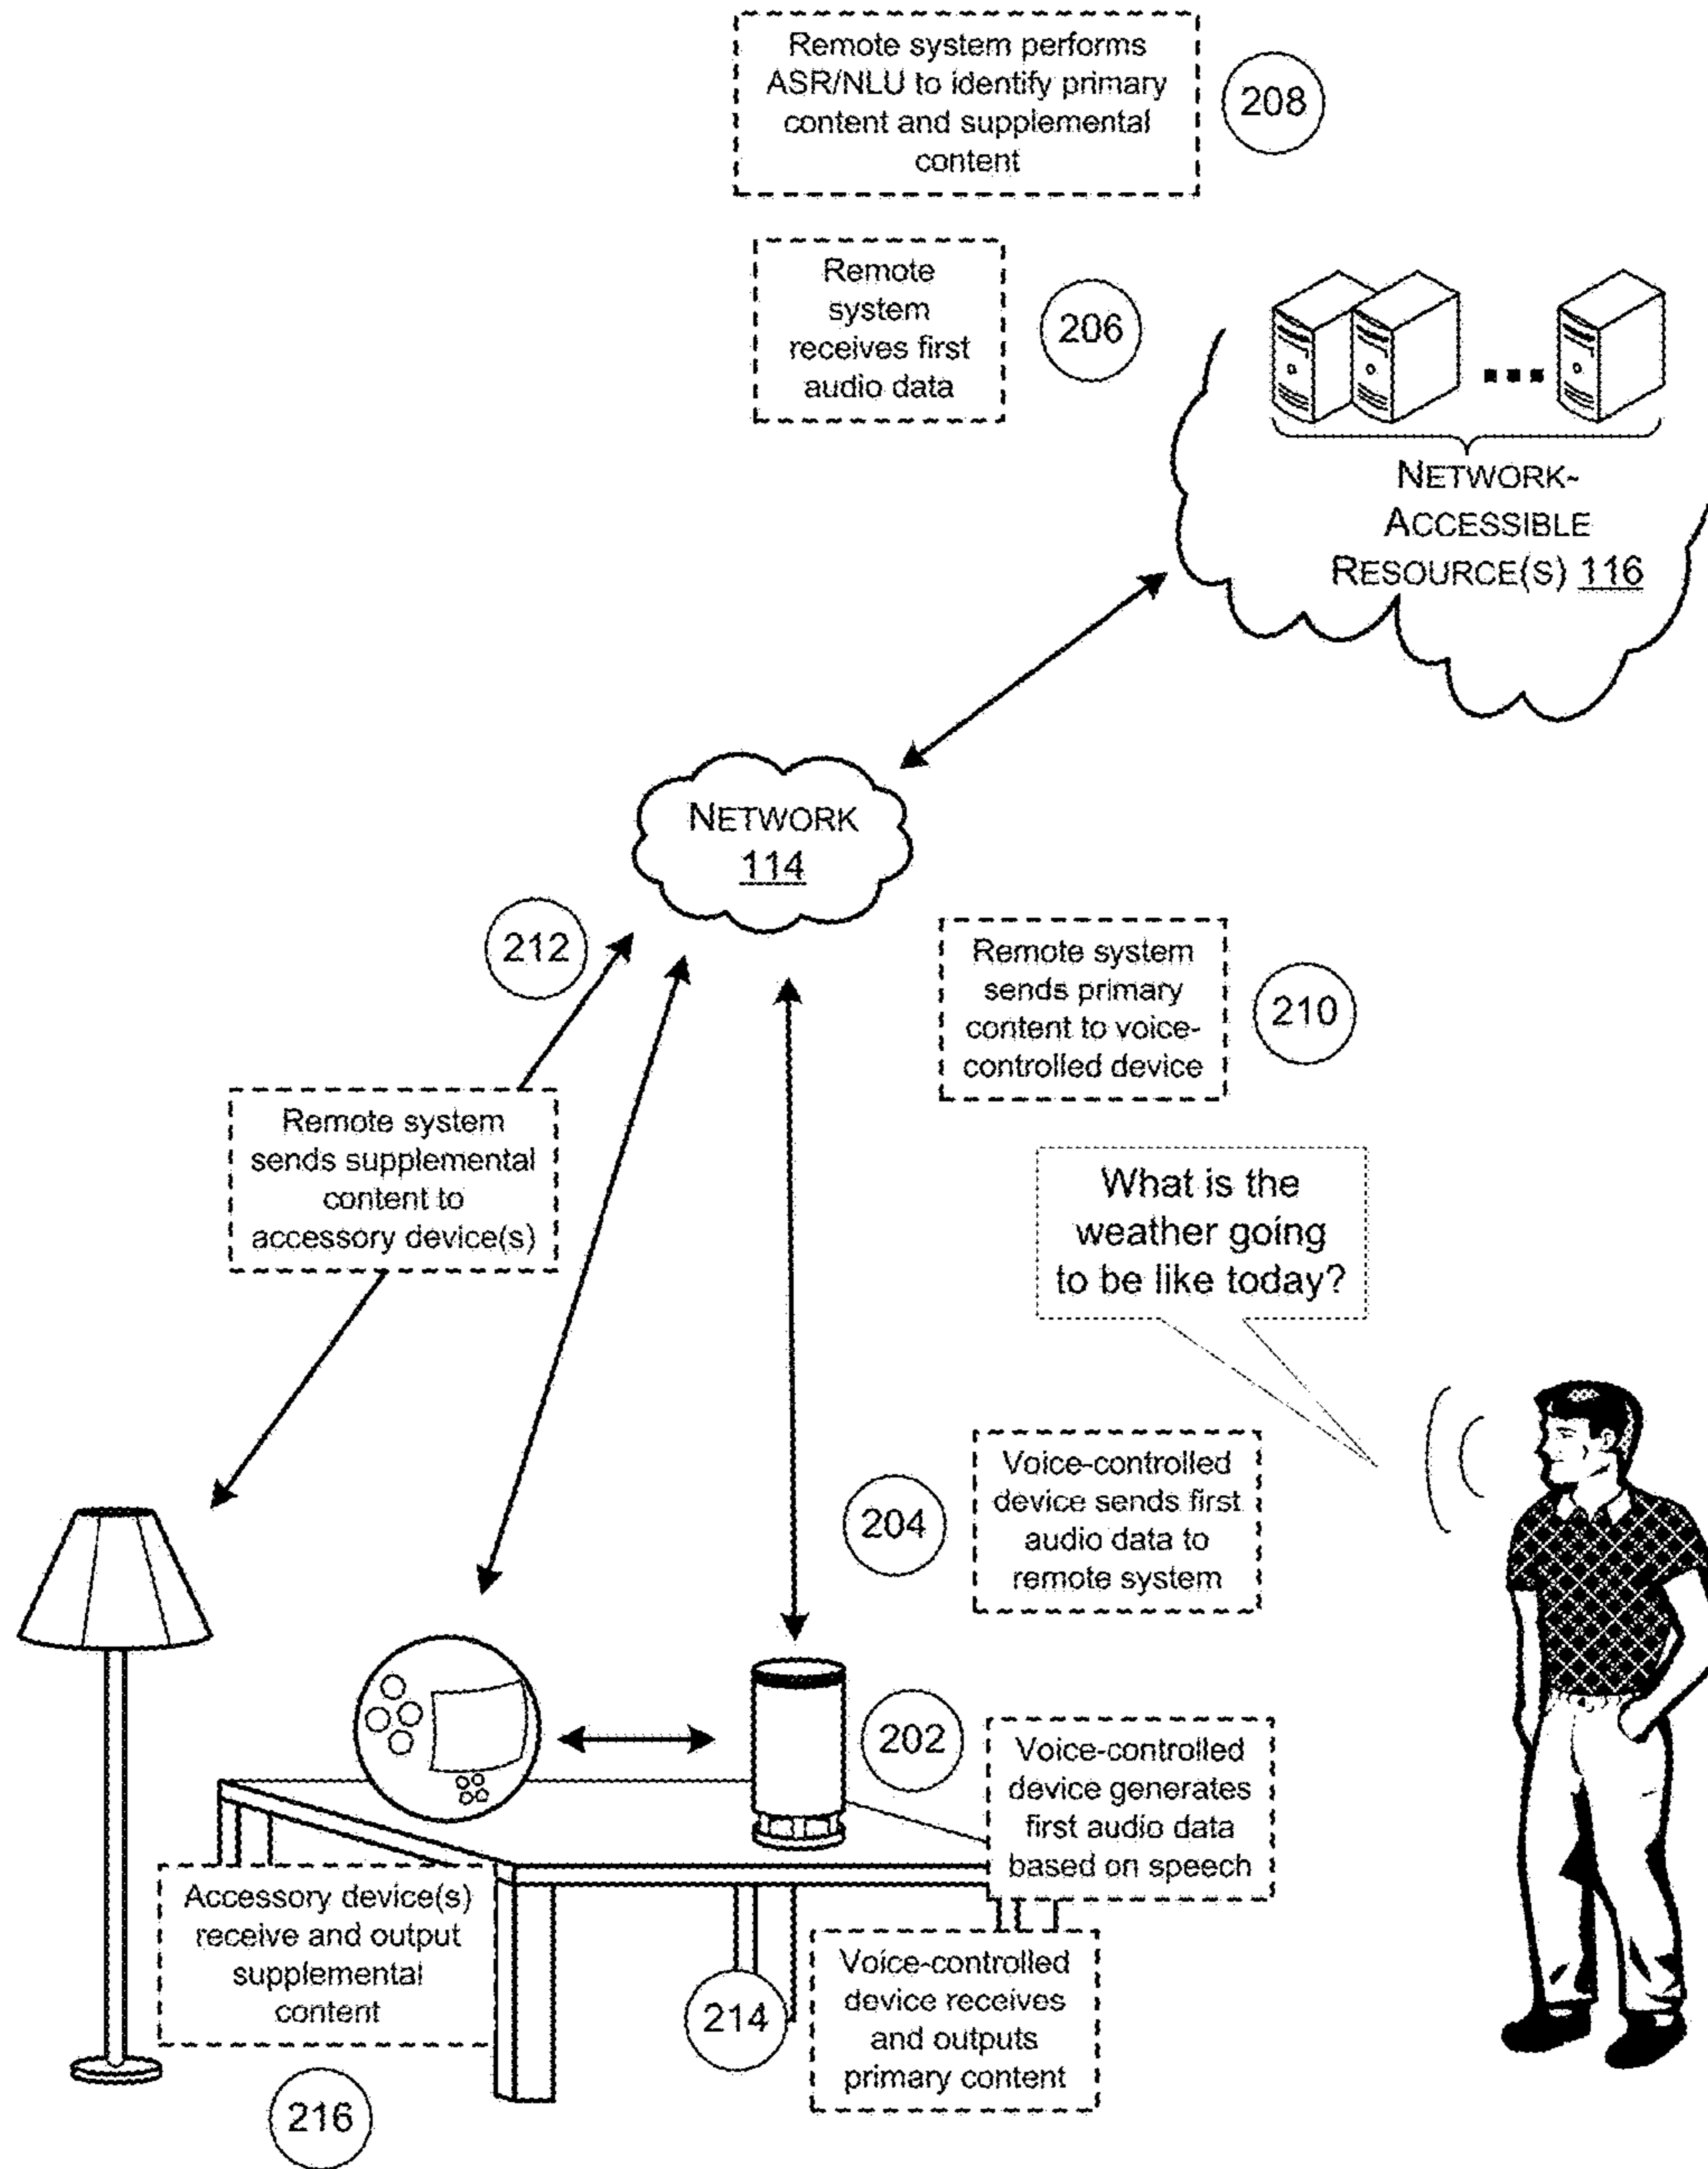 Remote system performs
ASR/NLU to identify primary
content and supplemental
content
208
Remote
system
receives first
audio data
206
NETWORK-
ACCESSIBLE
RESOURCE(S) 116
NETWORK
114
212
Remote system
sends primary
content to voice-
controlled device
210
Remote system
sends supplemental
content to
accessory device(s)
What is the
weather going
to be like today?
204
Voice-controlled
device sends first
audio data to
remote system
202
Voice-controlled
device generates
first audio data
based on speech
Accessory device(s)
receive and output
supplemental
content
216
214
Voice-controlled
device receives
and outputs
primary content